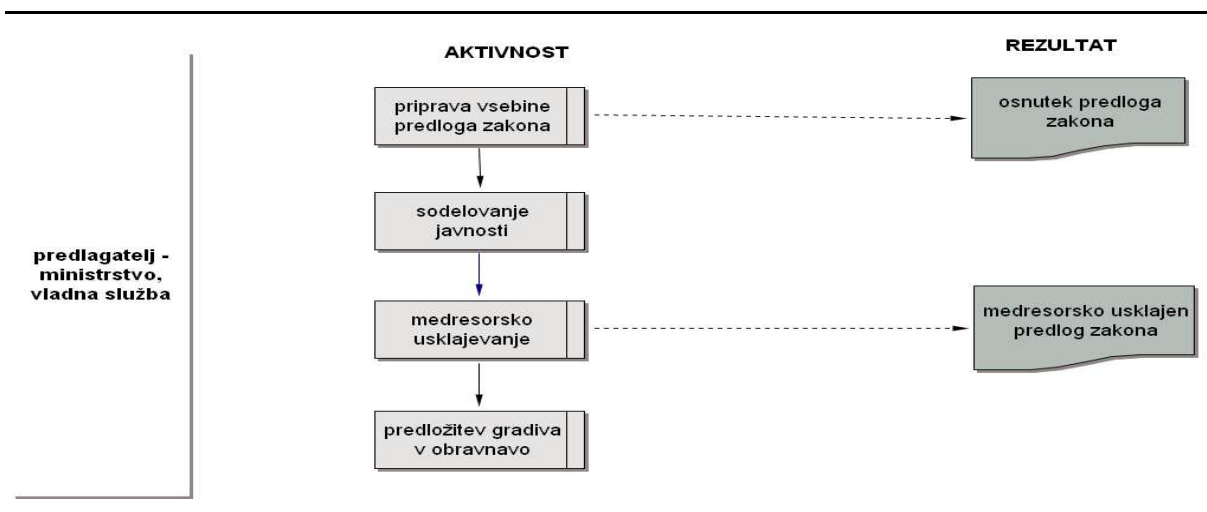 AKTIVNOST
REZULTAT
priprava vsebine
predloga zakona
osnutek predloga
zakona
sodelovanje
javnosti
predlagatelj -
ministrstvo,
vladna služba
medresorsko
usklajevanje
medresorsko usklajen
predlog zakona
predložitev gradiva
v obravnavo